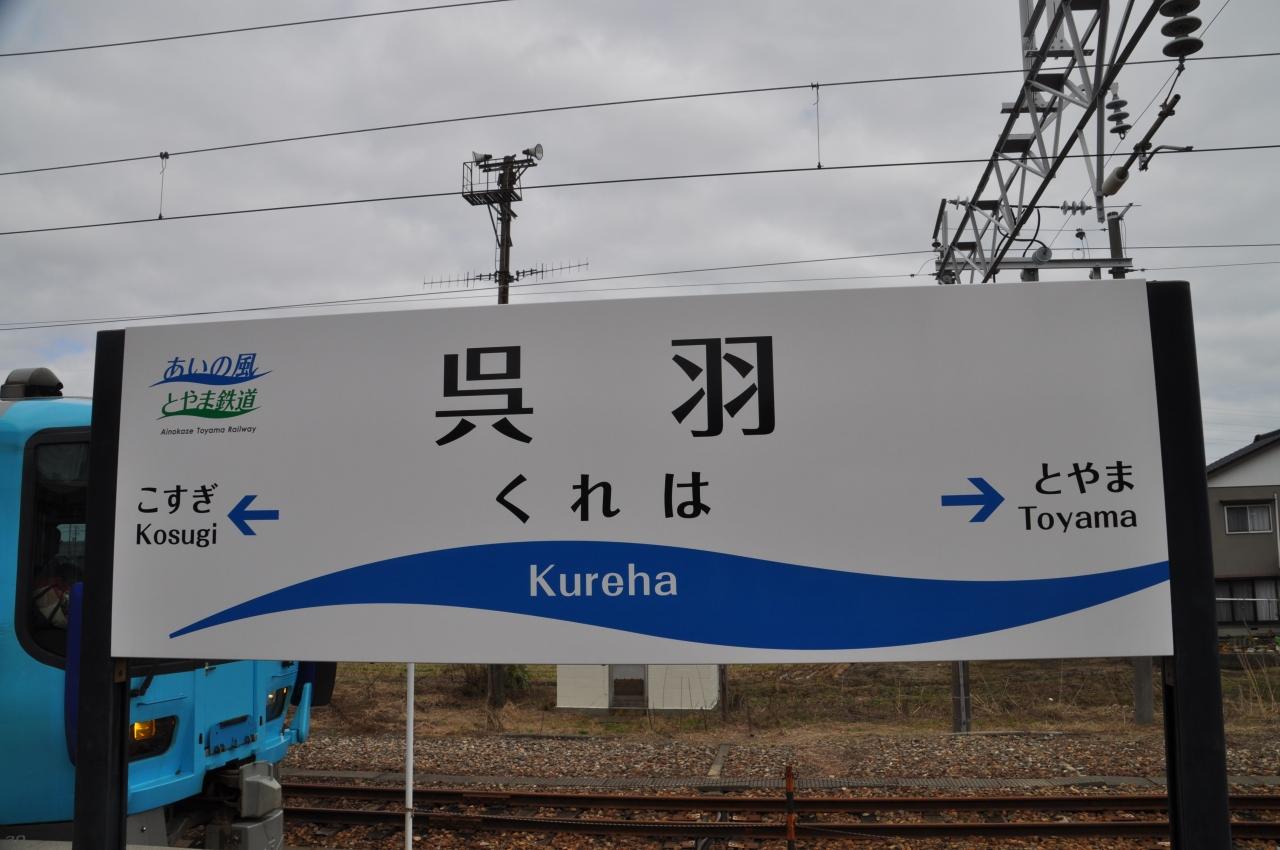 あいの風
とやま鉄道
Ainokaze Toyama Railway
呉羽
くれは
こすぎ
Kosugi
とやま
Toyama
Kureha